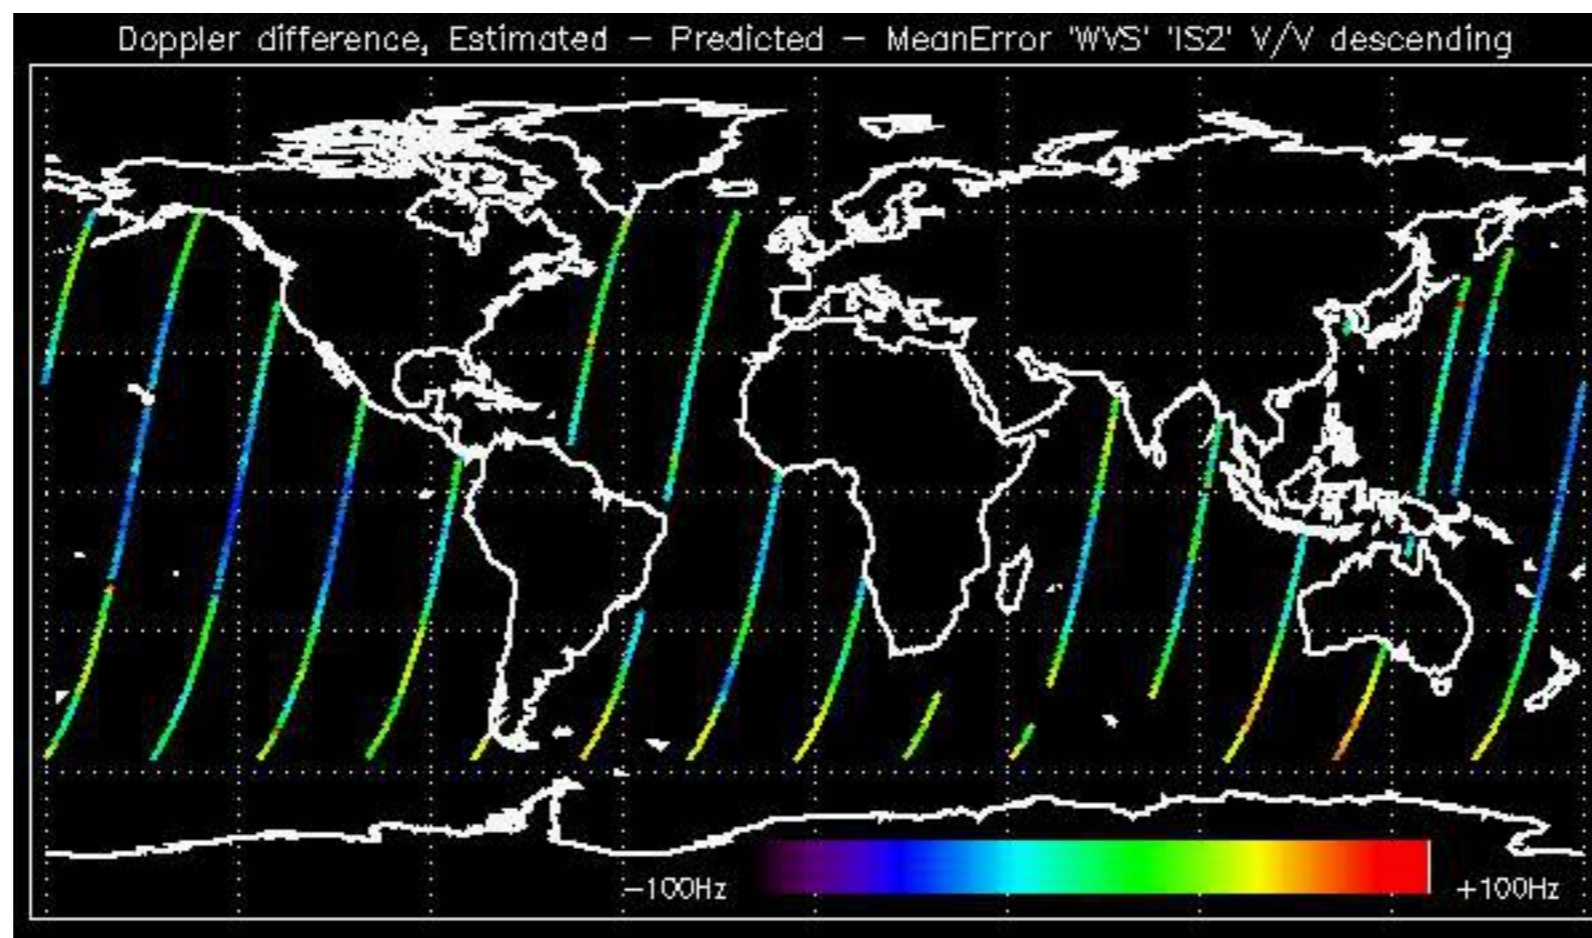 Doppler difference, Estimated – Predicted – MeanError 'WVS' 'IS2' V/V descending
–100Hz
+100Hz